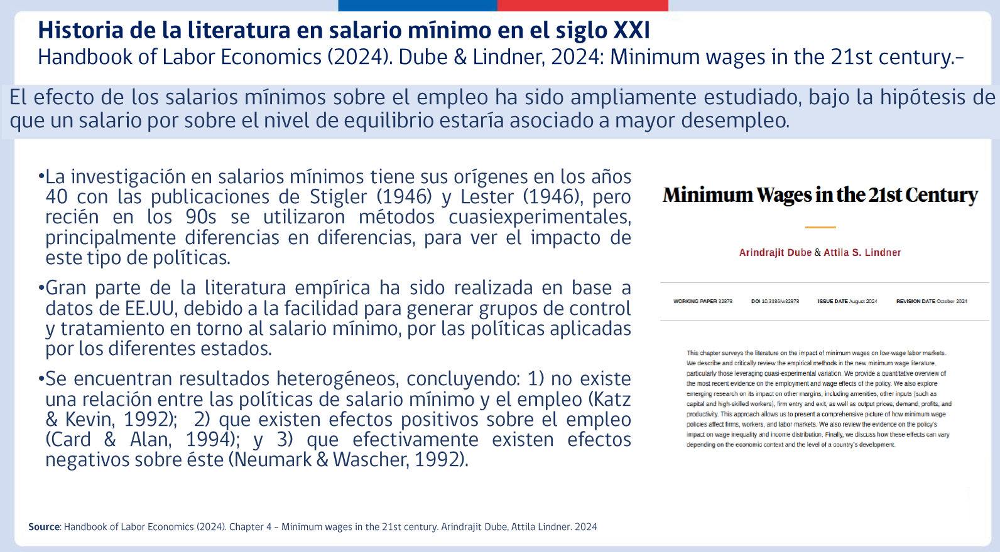 Historia de la literatura en salario mínimo en el siglo XXI
Handbook of Labor Economics (2024). Dube & Lindner, 2024: Minimum wages in the 21st century.–
El efecto de los salarios mínimos sobre el empleo ha sido ampliamente estudiado, bajo la hipótesis de
que un salario por sobre el nivel de equilibrio estaría asociado a mayor desempleo.
•La investigación en salarios mínimos tiene sus orígenes en los años
40 con las publicaciones de Stigler (1946) y Lester (1946), pero
recién en los 90s se utilizaron métodos cuasiexperimentales,
principalmente diferencias en diferencias, para ver el impacto de
este tipo de políticas.
•Gran parte de la literatura empírica ha sido realizada en base a
datos de EE.UU, debido a la facilidad para generar grupos de control
y tratamiento en torno al salario mínimo, por las políticas aplicadas
por los diferentes estados.
•Se encuentran resultados heterogéneos, concluyendo: 1) no existe
una relación entre las políticas de salario mínimo y el empleo (Katz
& Kevin, 1992); 2) que existen efectos positivos sobre el empleo
(Card & Alan, 1994); y 3) que efectivamente existen efectos
negativos sobre éste (Neumark & Wascher, 1992).
Minimum Wages in the 21st Century
Arindrajit Dube & Attila S. Lindner
WORKING PAPER 32878 DOI 10.3386/w32878 ISSUE DATE August 2024 REVISION DATE October 2024
This chapter surveys the literature on the impact of minimum wages on low-wage labor markets.
We describe and critically review the empirical methods in the new minimum wage literature,
particularly those leveraging quasi-experimental variation. We provide a quantitative overview of
the most recent evidence on the employment and wage effects of the policy. We also explore
emerging research on its impact on other margins, including amenities, other inputs (such as
capital and high-skilled workers), firm entry and exit, as well as output prices, demand, profits, and
productivity. This approach allows us to present a comprehensive picture of how minimum wage
policies affect firms, workers, and labor markets. We also review the evidence on the policy's
impact on wage inequality and income distribution. Finally, we discuss how these effects can vary
depending on the economic context and the level of a country's development.
Source: Handbook of Labor Economics (2024). Chapter 4 – Minimum wages in the 21st century. Arindrajit Dube, Attila Lindner. 2024